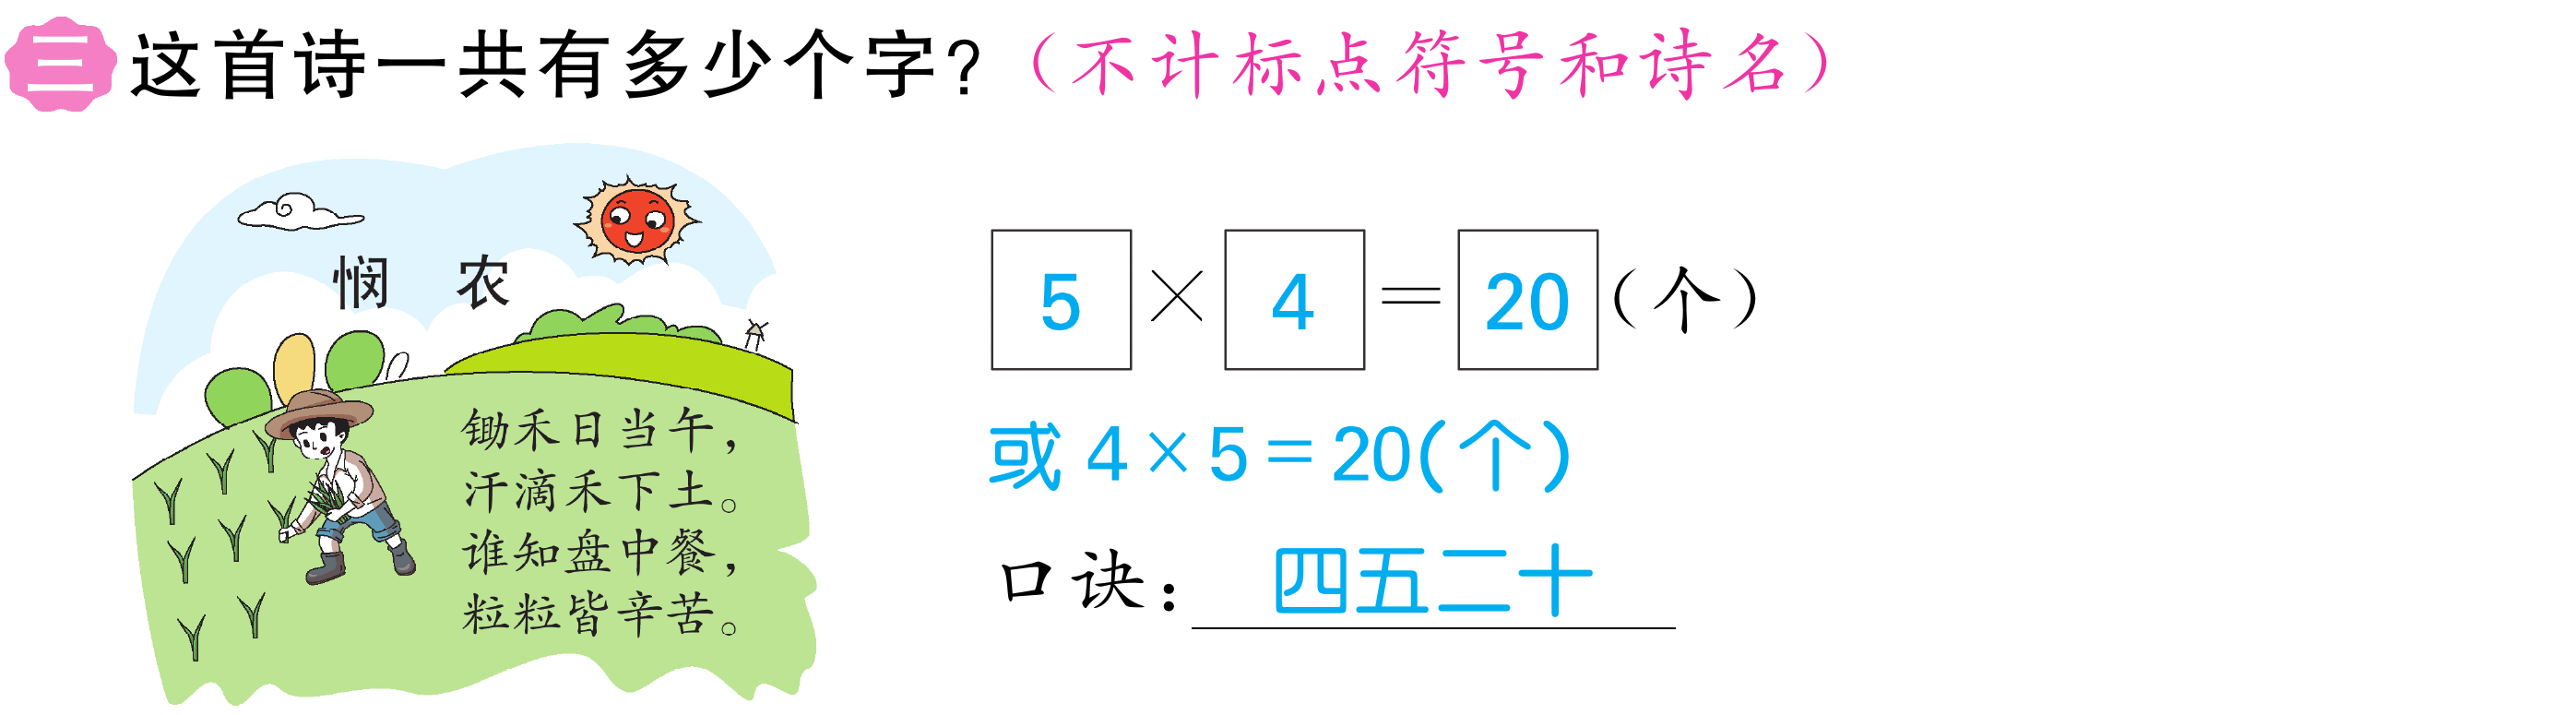 三 这首诗一共有多少个字?(不计标点符号和诗名)
悯 农
锄禾日当午,
汗滴禾下土。
谁知盘中餐,
粒粒皆辛苦。
5×4=20(个)
或 4×5=20(个)
口诀:四五二十